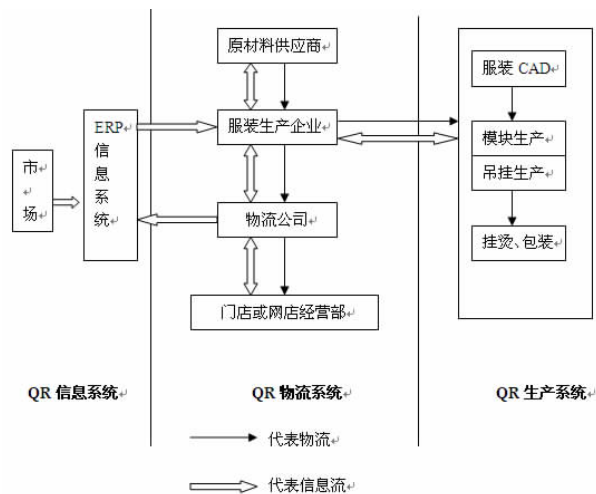 原材料供应商
服装 CAD
ERP
信
息
系
统
服装生产企业
模块生产
市
场
吊挂生产
物流公司
挂烫、包装
门店或网店经营部
QR 信息系统
QR 物流系统
QR 生产系统
代表物流
代表信息流